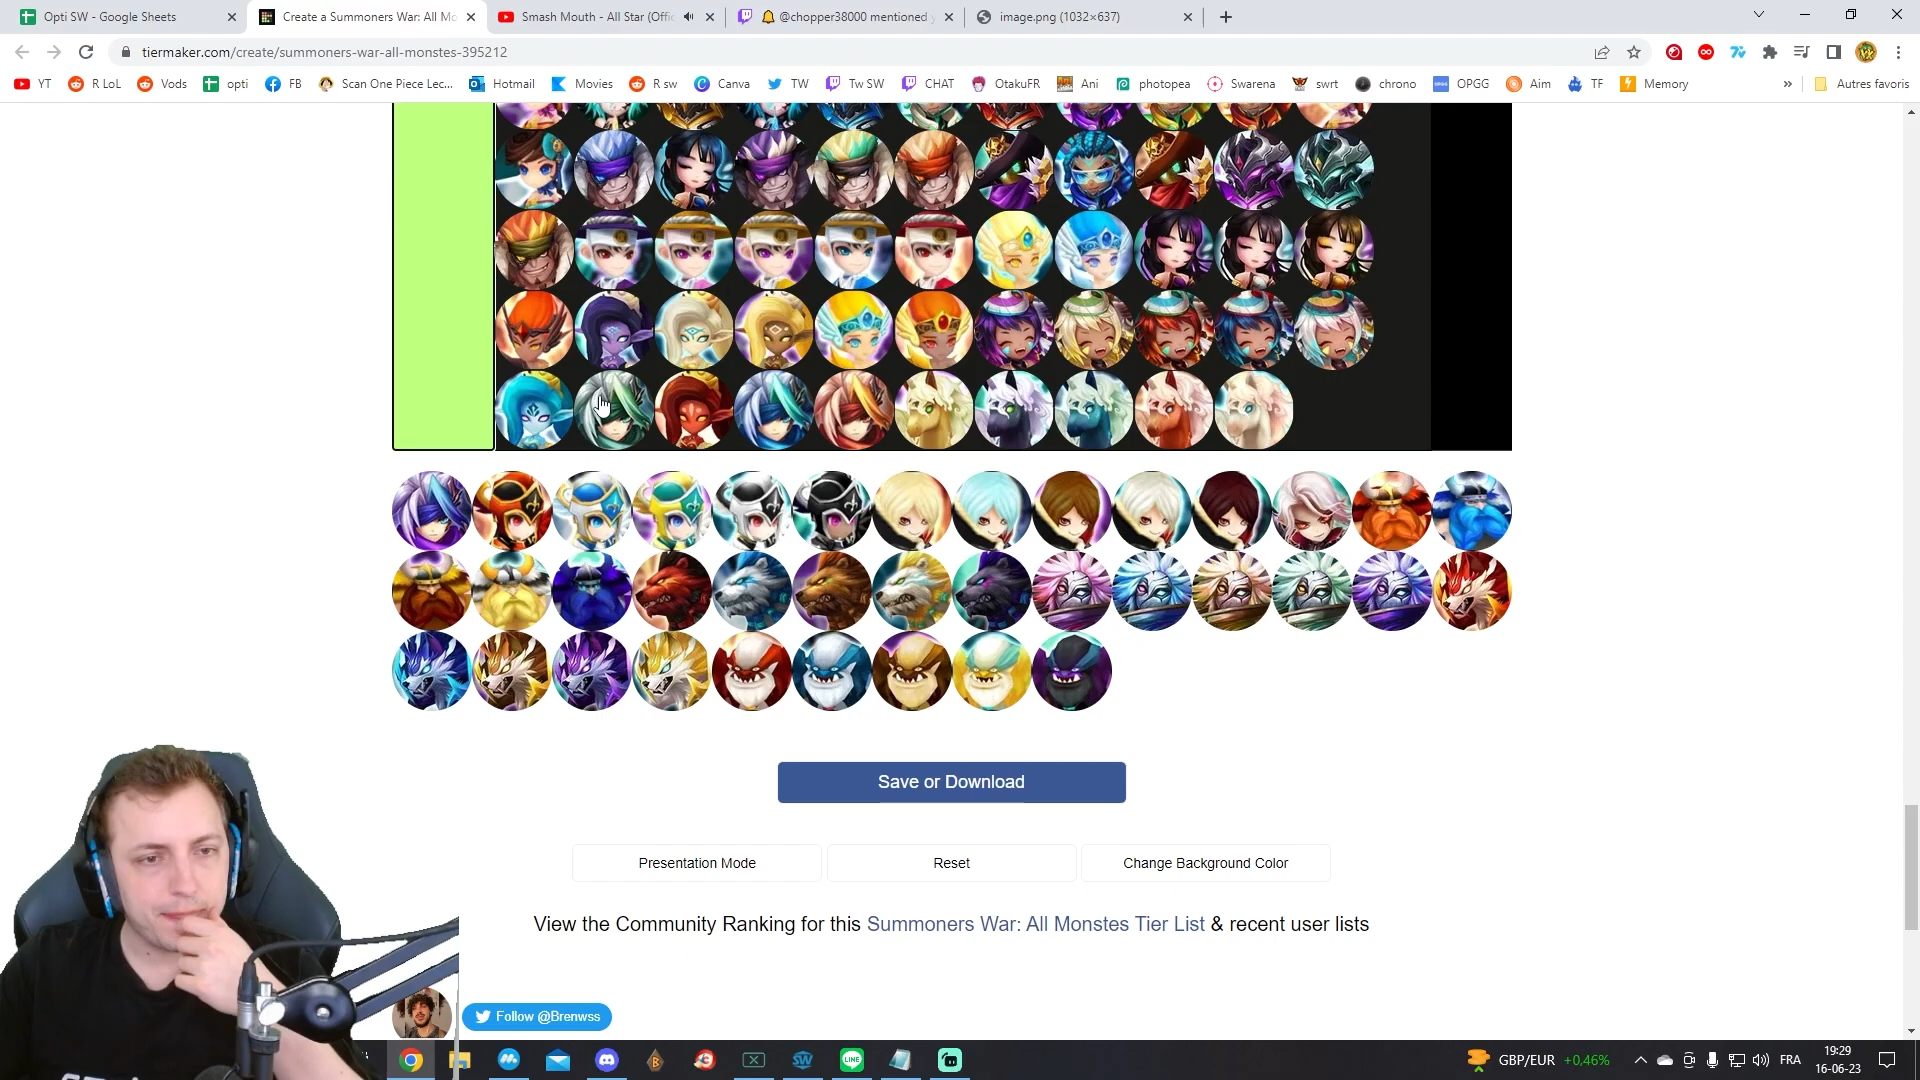 Opti SW - Google Sheets
Create a Summoners War: All Mo
Smash Mouth - All Star (Offic
@chopper38000 mentioned y
image.png (1032×637)
tiermaker.com/create/summoners-war-all-monstes-395212
YT
R LoL
Vods
opti
FB
Scan One Piece Lec...
Hotmail
Movies
R sw
Canva
TW
Tw SW
CHAT
OtakuFR
Ani
photopea
Swarena
swrt
chrono
OPGG
Aim
TF
Memory
»
Autres favoris
Save or Download
Presentation Mode
Reset
Change Background Color
View the Community Ranking for this Summoners War: All Monstes Tier List & recent user lists
Follow @Brenwss
GBP/EUR +0,46%
FRA
19:29
16-06-23